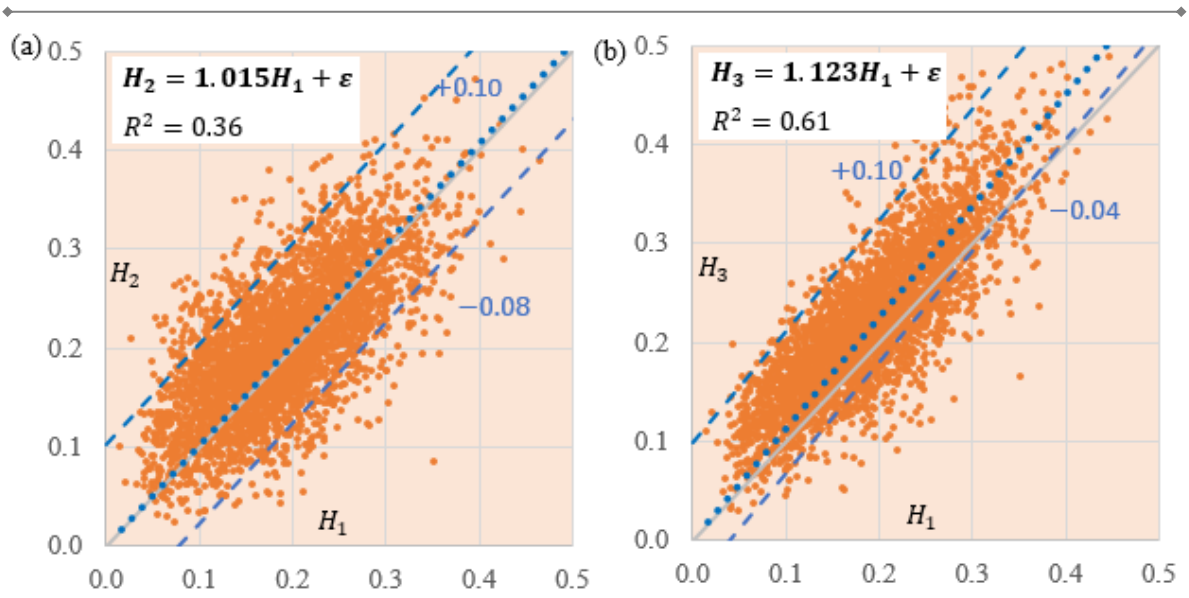 (a)
0.5
H₂ = 1.015H₁ + ε
R² = 0.36
+0.10
0.4
0.3
H₂
−0.08
0.2
0.1
H₁
0.0
0.0 0.1 0.2 0.3 0.4 0.5
(b)
0.5
H₃ = 1.123H₁ + ε
R² = 0.61
0.4
+0.10
−0.04
0.3
H₃
0.2
0.1
H₁
0.0
0.0 0.1 0.2 0.3 0.4 0.5